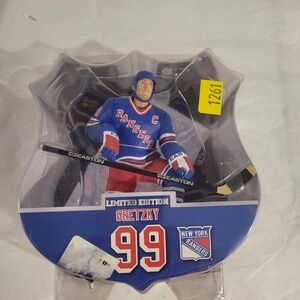 1261
C
RANGERS
EASTON
EASTON
LIMITED EDITION
GRETZKY
99
NEW YORK
RANGERS